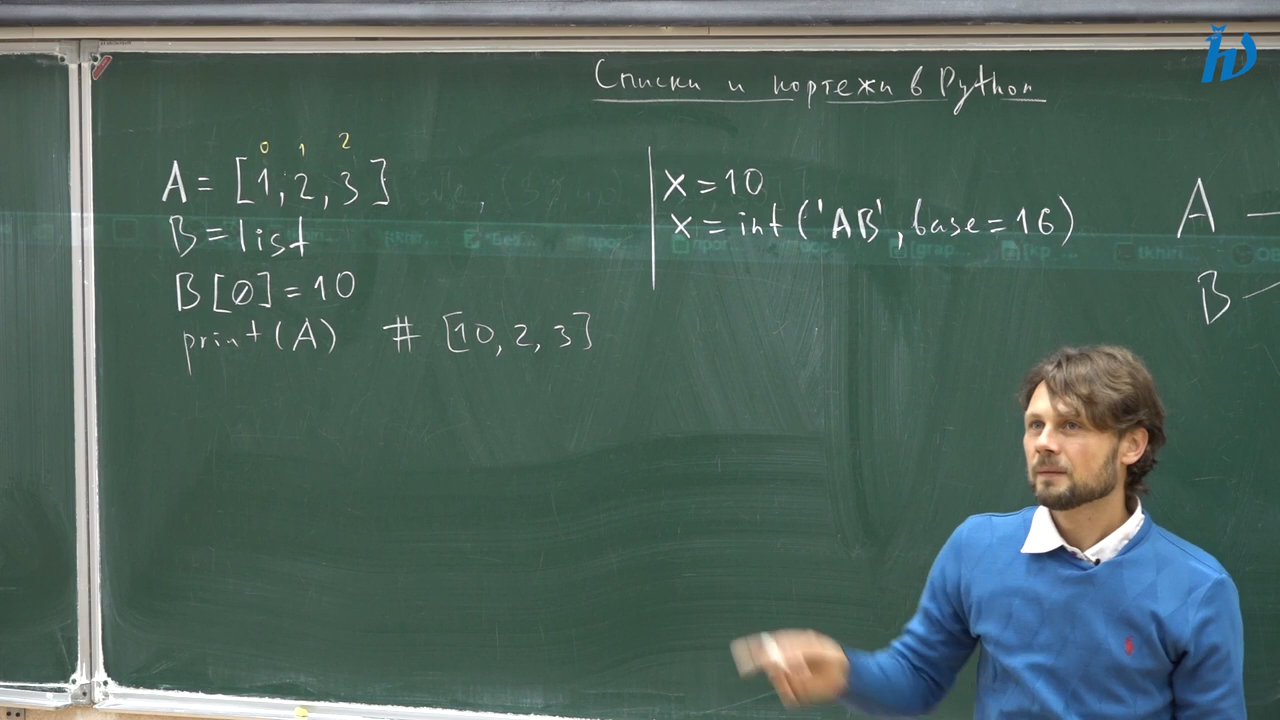 Списки и кортежи в Python
0 1 2
A = [1, 2, 3]
B = list
B[0] = 10
print(A) # [10, 2, 3]
x = 10
x = int('AB', base=16)
A
B